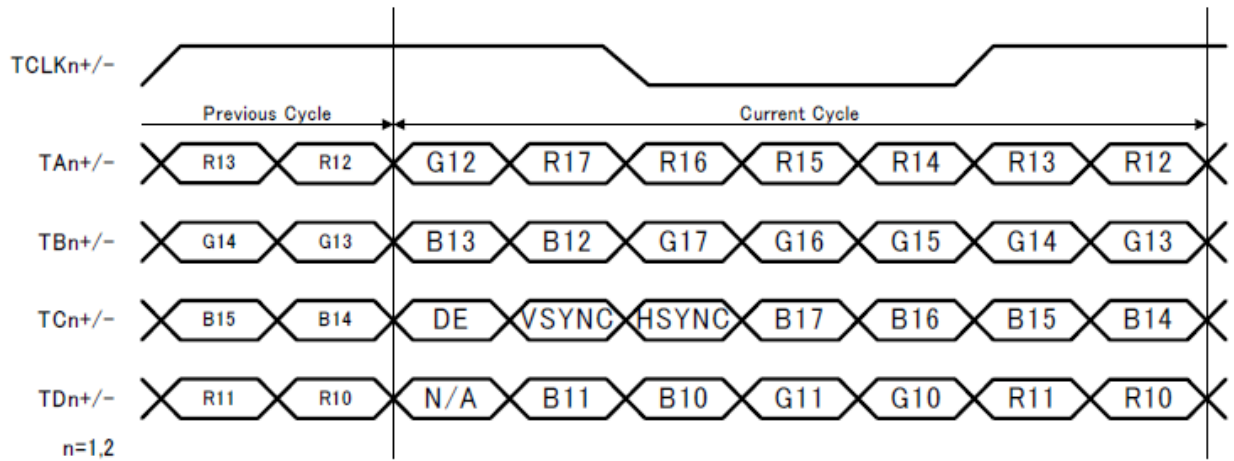 TCLKn+/-
Previous Cycle Current Cycle
TAn+/- R13 R12 G12 R17 R16 R15 R14 R13 R12
TBn+/- G14 G13 B13 B12 G17 G16 G15 G14 G13
TCn+/- B15 B14 DE VSYNC HSYNC B17 B16 B15 B14
TDn+/- R11 R10 N/A B11 B10 G11 G10 R11 R10
n=1,2